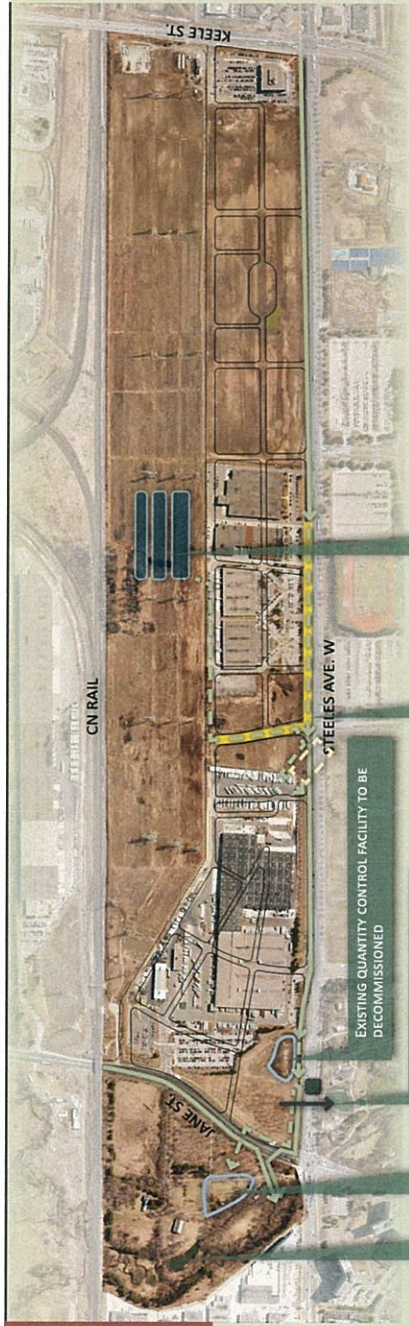 KEELE ST.
CN RAIL
STEELES AVE. W
EXISTING QUANTITY CONTROL FACILITY TO BE
DECOMMISSIONED
JANE ST.